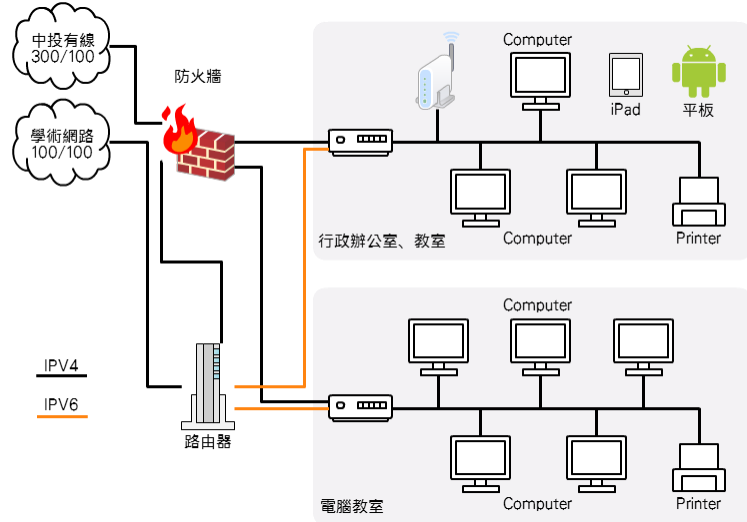 中投有線
300/100
防火牆
學術網路
100/100
Computer
iPad
平板
Computer
Printer
行政辦公室、教室
Computer
IPV4
IPV6
路由器
Computer
Printer
電腦教室